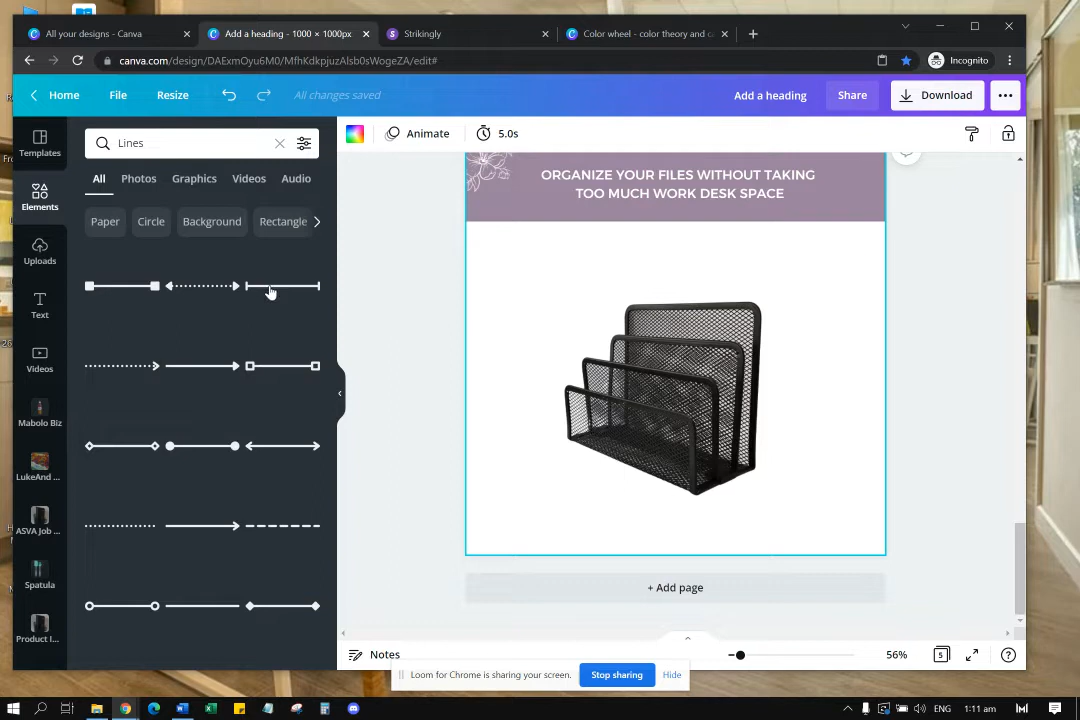 All your designs - Canva
Add a heading - 1000 × 1000px
Strikingly
Color wheel - color theory and c
canva.com/design/DAExmOyu6M0/MfhKdkpjuzAlsb0sWogeZA/edit#
Incognito
Home
File
Resize
All changes saved
Add a heading
Share
Download
Templates
Elements
Uploads
Text
Videos
Mabolo Biz
LukeAnd ...
ASVA Job ...
Spatula
Product I...
Lines
All
Photos
Graphics
Videos
Audio
Paper
Circle
Background
Rectangle
Animate
5.0s
ORGANIZE YOUR FILES WITHOUT TAKING
TOO MUCH WORK DESK SPACE
+ Add page
Notes
56%
5
Loom for Chrome is sharing your screen.
Stop sharing
Hide
ENG
1:11 am